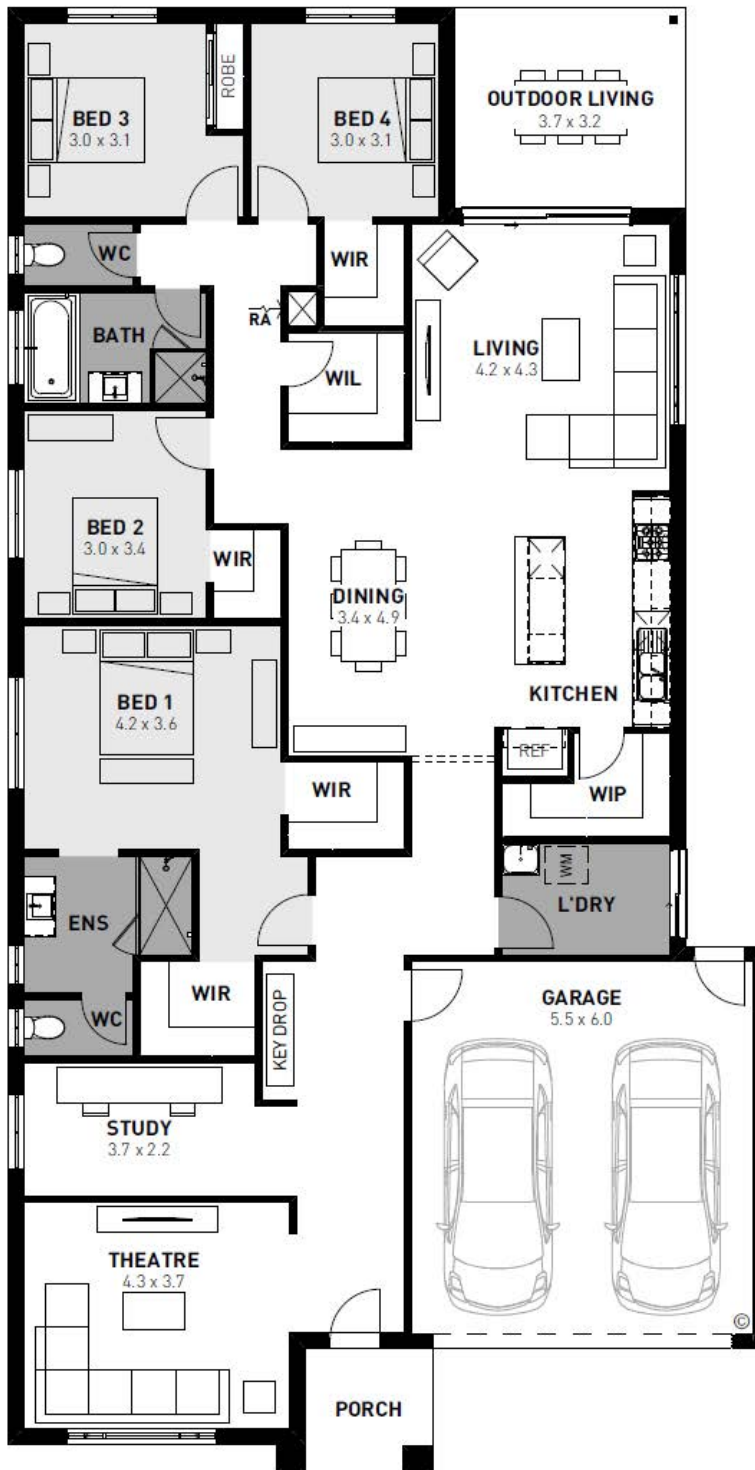 BED 3
3.0 x 3.1
ROBE
BED 4
3.0 x 3.1
OUTDOOR LIVING
3.7 x 3.2
WC
WIR
BATH
RA
WIL
LIVING
4.2 x 4.3
BED 2
3.0 x 3.4
WIR
DINING
3.4 x 4.9
KITCHEN
BED 1
4.2 x 3.6
REF
WIR
WIP
WM
L'DRY
ENS
WIR
WC
KEY DROP
GARAGE
5.5 x 6.0
STUDY
3.7 x 2.2
THEATRE
4.3 x 3.7
©
PORCH